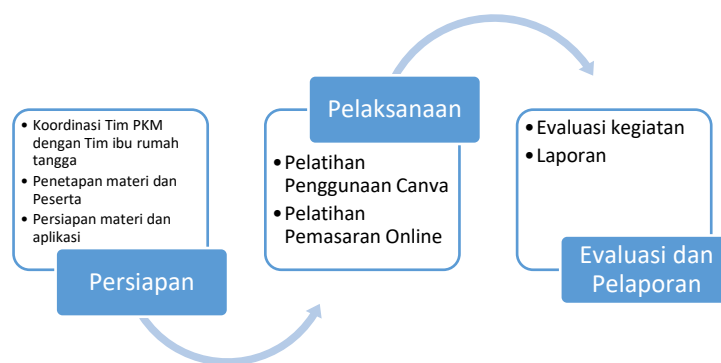 • Koordinasi Tim PKM
dengan Tim ibu rumah
tangga
• Penetapan materi dan
Peserta
• Persiapan materi dan
aplikasi
Persiapan
Pelaksanaan
• Pelatihan
Penggunaan Canva
• Pelatihan
Pemasaran Online
• Evaluasi kegiatan
• Laporan
Evaluasi dan
Pelaporan